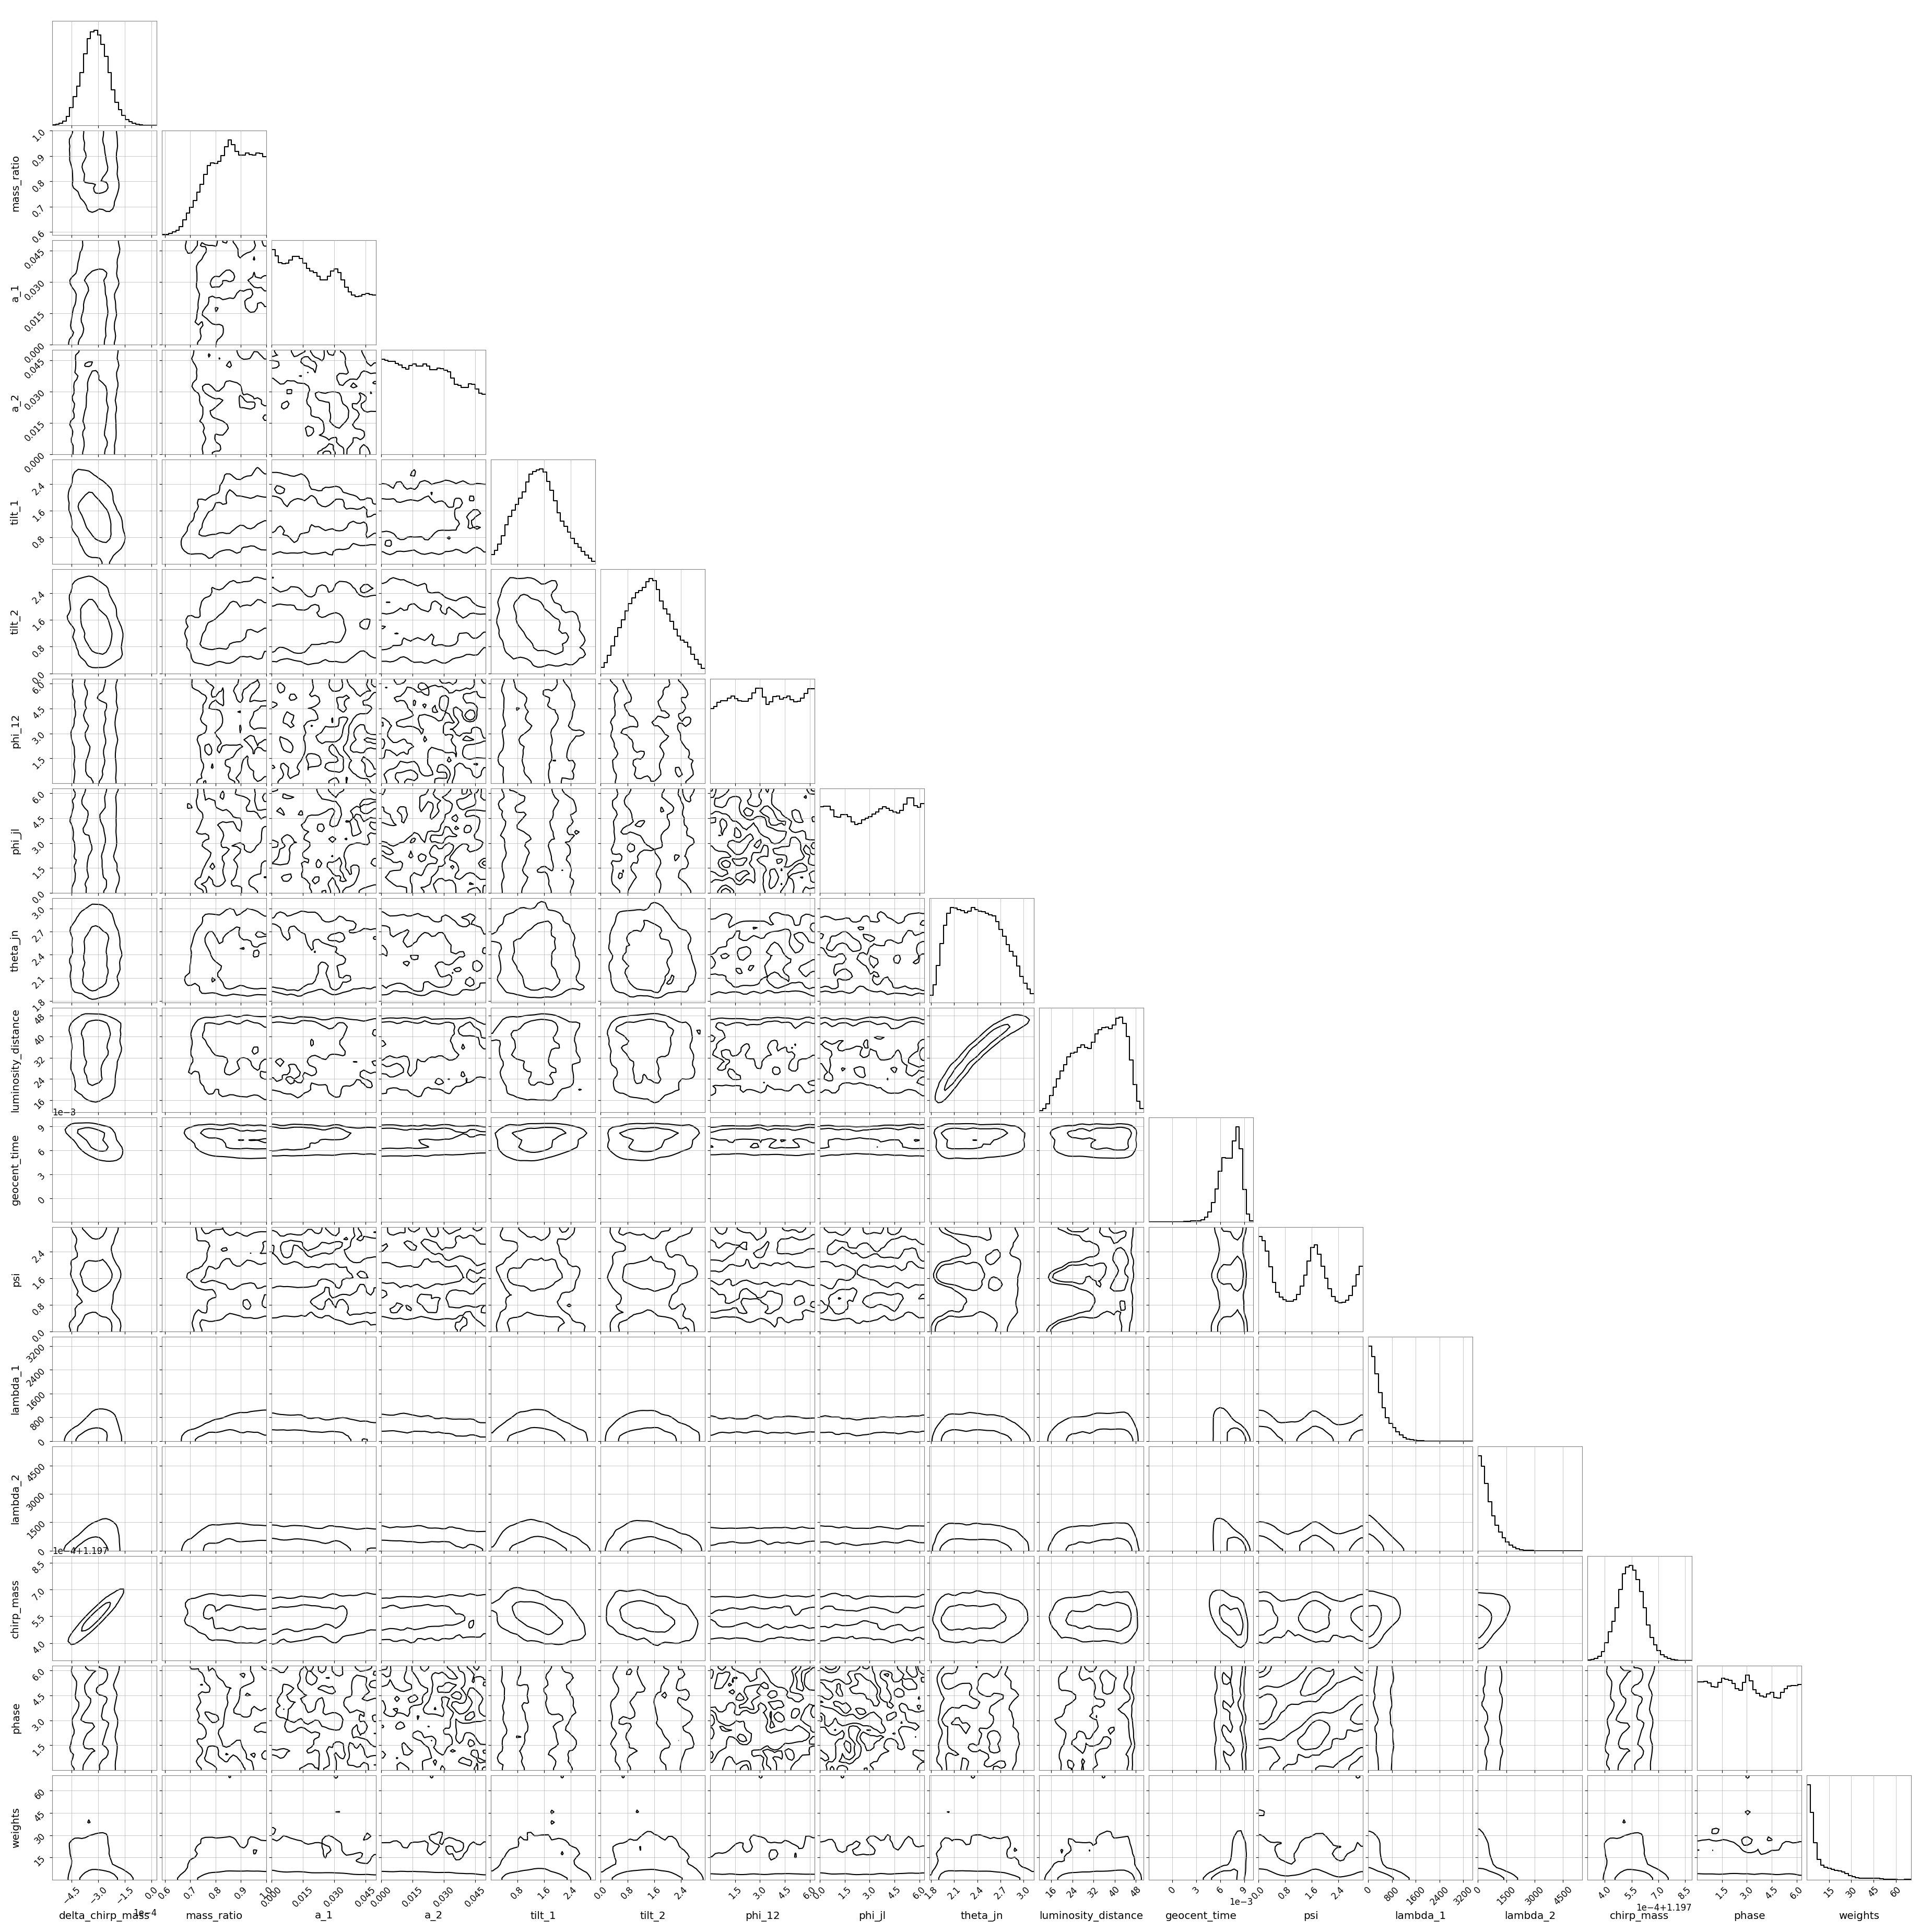 mass_ratio
1.0
0.9
0.8
0.7
0.6
a_1
0.045
0.030
0.015
0.000
a_2
0.045
0.030
0.015
0.000
tilt_1
2.4
1.6
0.8
tilt_2
2.4
1.6
0.8
0.0
phi_12
6.0
4.5
3.0
1.5
phi_jl
6.0
4.5
3.0
1.5
0.0
theta_jn
3.0
2.7
2.4
2.1
1.8
luminosity_distance
48
40
32
24
16
1e−3
geocent_time
9
6
3
0
psi
2.4
1.6
0.8
0.0
lambda_1
3200
2400
1600
800
0
lambda_2
4500
3000
1500
0
1e−4+1.197
chirp_mass
8.5
7.0
5.5
4.0
phase
6.0
4.5
3.0
1.5
weights
60
45
30
15
−4.5 −3.0 −1.5 0.0
1e−4
delta_chirp_mass
0.6 0.7 0.8 0.9 1.0
mass_ratio
0.000 0.015 0.030 0.045
a_1
0.000 0.015 0.030 0.045
a_2
0.8 1.6 2.4
tilt_1
0.0 0.8 1.6 2.4
tilt_2
1.5 3.0 4.5 6.0
phi_12
0.0 1.5 3.0 4.5 6.0
phi_jl
1.8 2.1 2.4 2.7 3.0
theta_jn
16 24 32 40 48
luminosity_distance
0 3 6 9
1e−3
geocent_time
0.0 0.8 1.6 2.4
psi
0 800 1600 2400 3200
lambda_1
0 1500 3000 4500
lambda_2
4.0 5.5 7.0 8.5
1e−4+1.197
chirp_mass
1.5 3.0 4.5 6.0
phase
15 30 45 60
weights